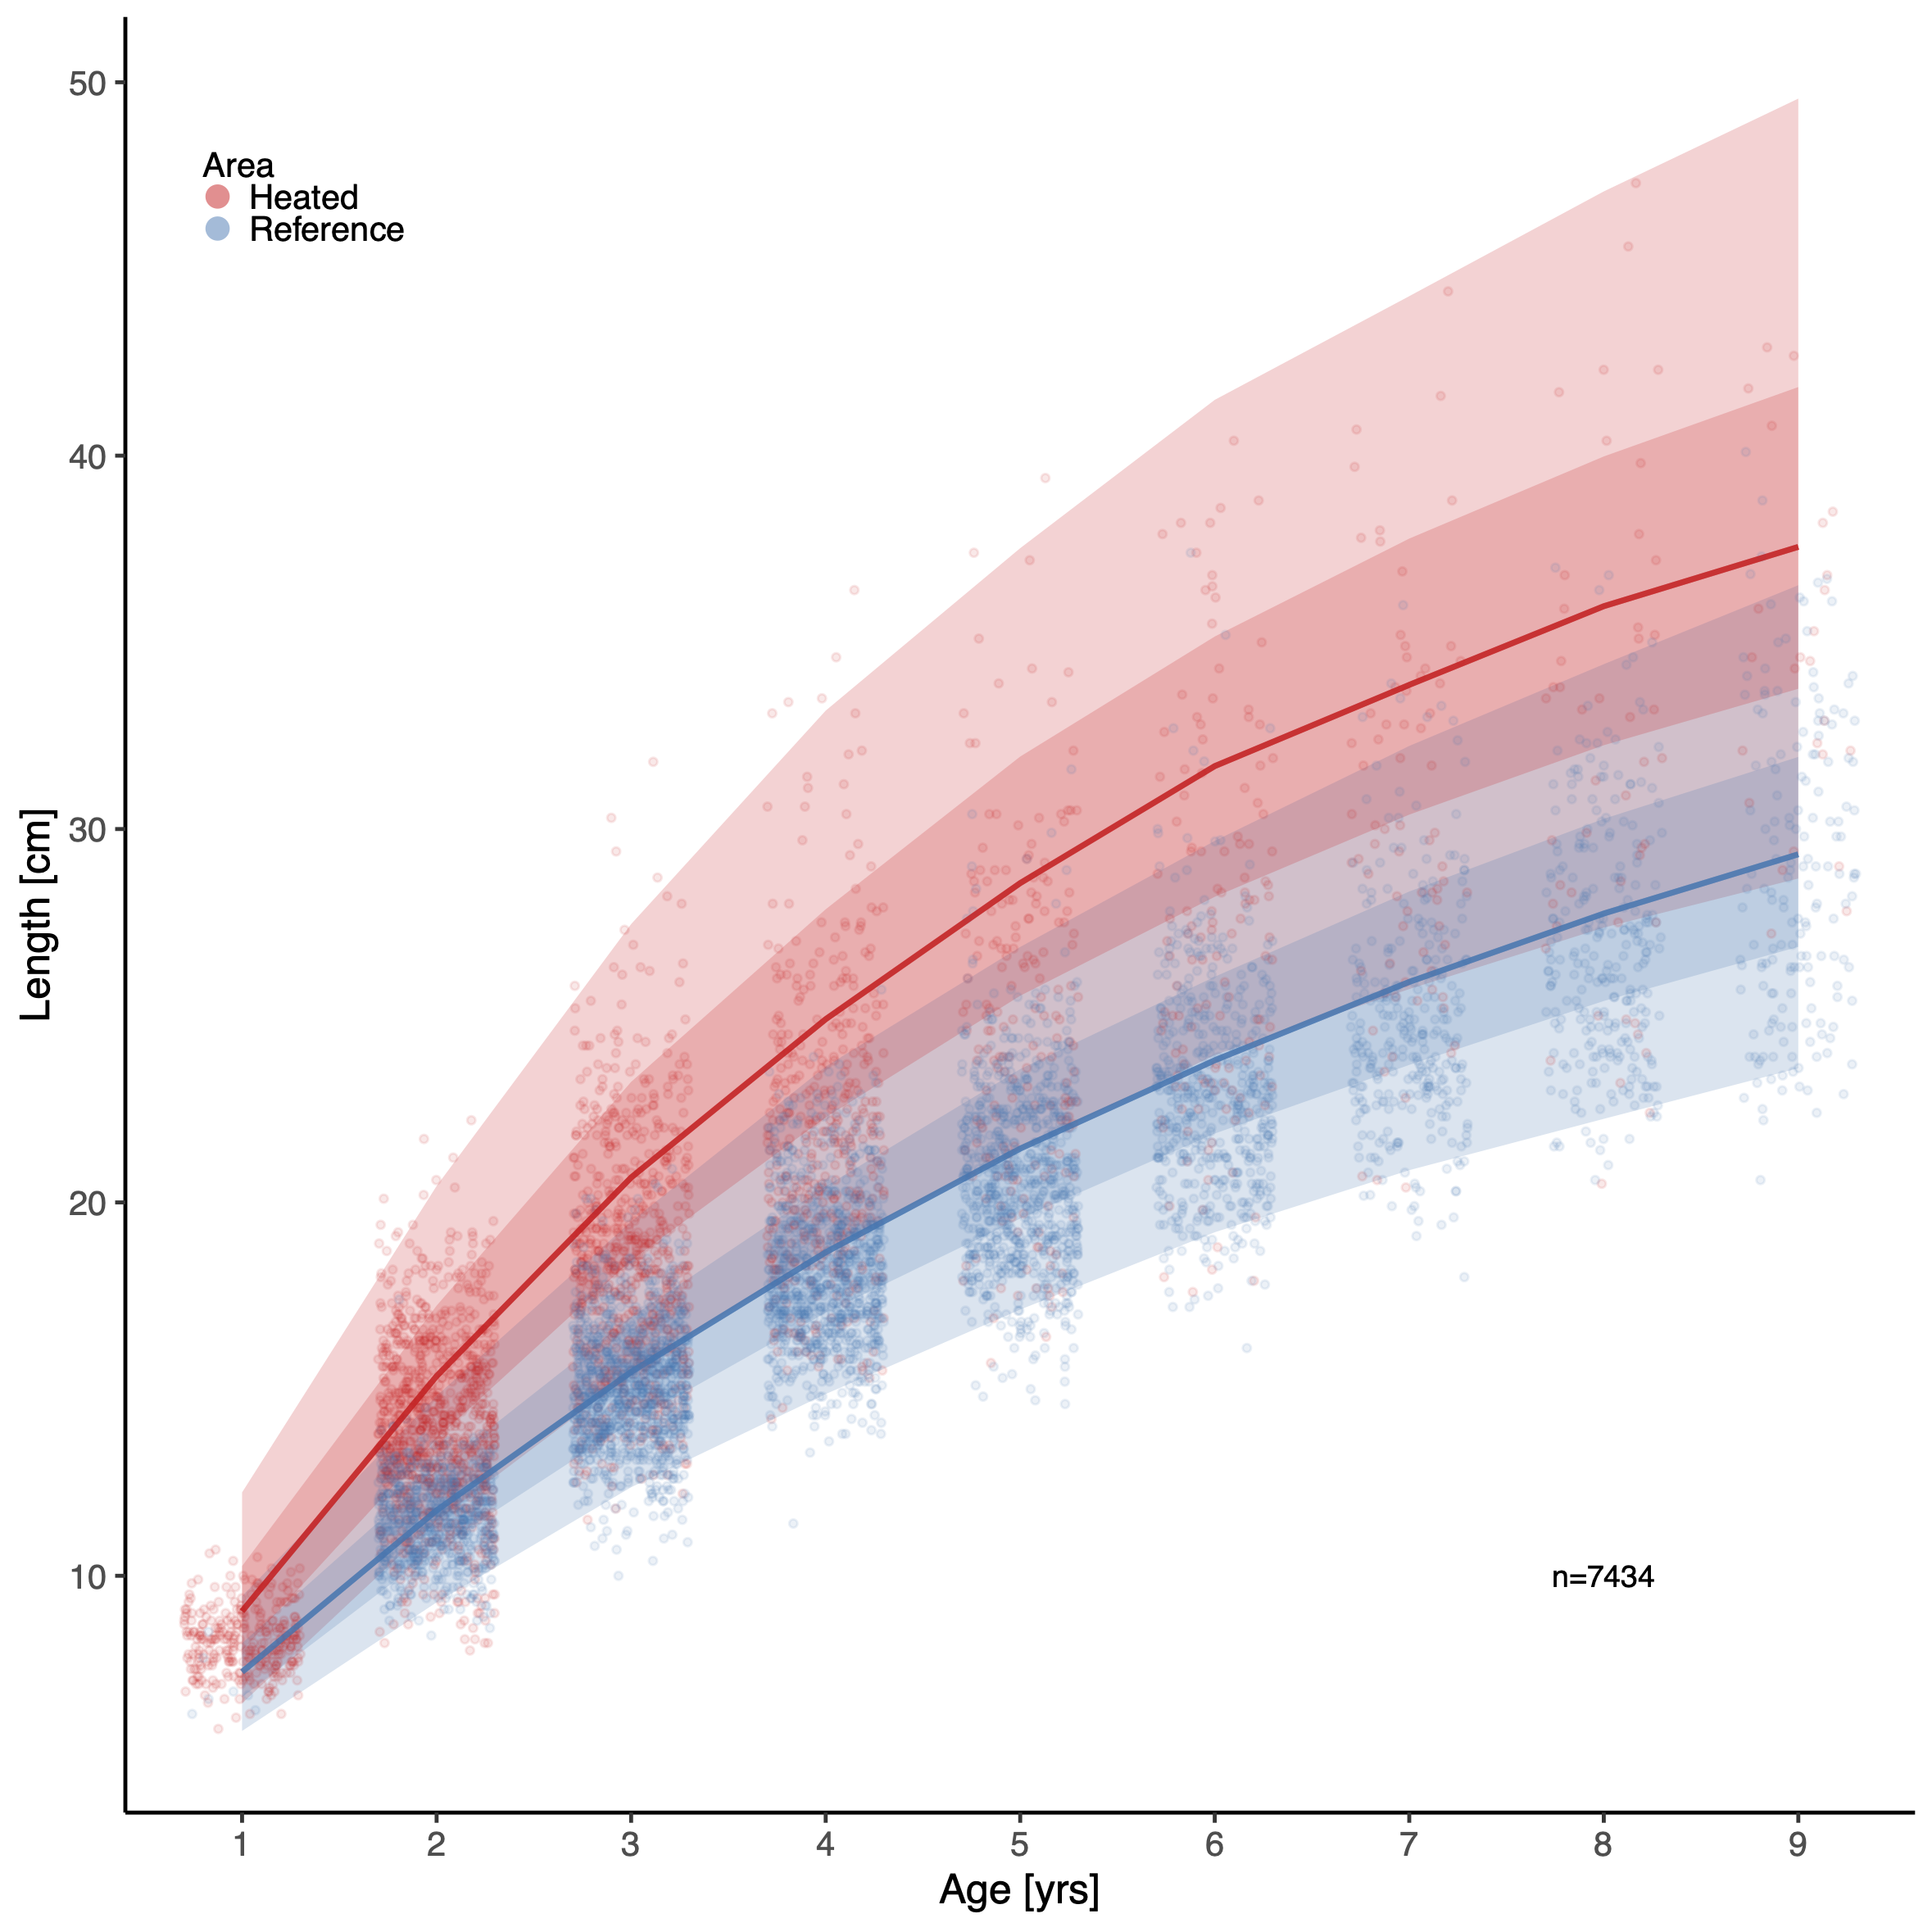 50
40
30
20
10
Length [cm]
Area
Heated
Reference
n=7434
1 2 3 4 5 6 7 8 9
Age [yrs]